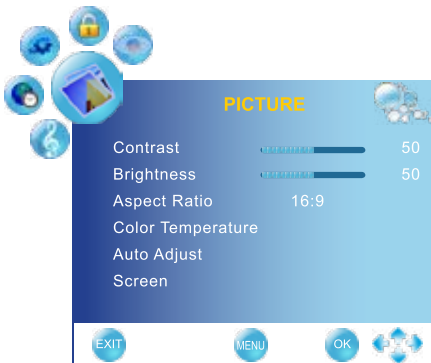 PICTURE
Contrast 50
Brightness 50
Aspect Ratio 16:9
Color Temperature
Auto Adjust
Screen
EXIT MENU OK